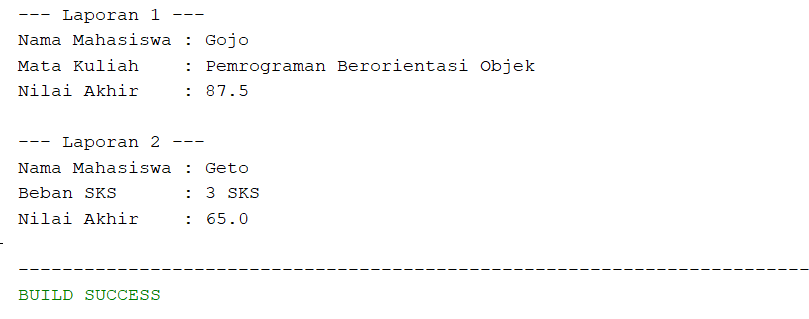 --- Laporan 1 ---
Nama Mahasiswa : Gojo
Mata Kuliah    : Pemrograman Berorientasi Objek
Nilai Akhir    : 87.5

--- Laporan 2 ---
Nama Mahasiswa : Geto
Beban SKS      : 3 SKS
Nilai Akhir    : 65.0

------------------------------------------------------------------------
BUILD SUCCESS